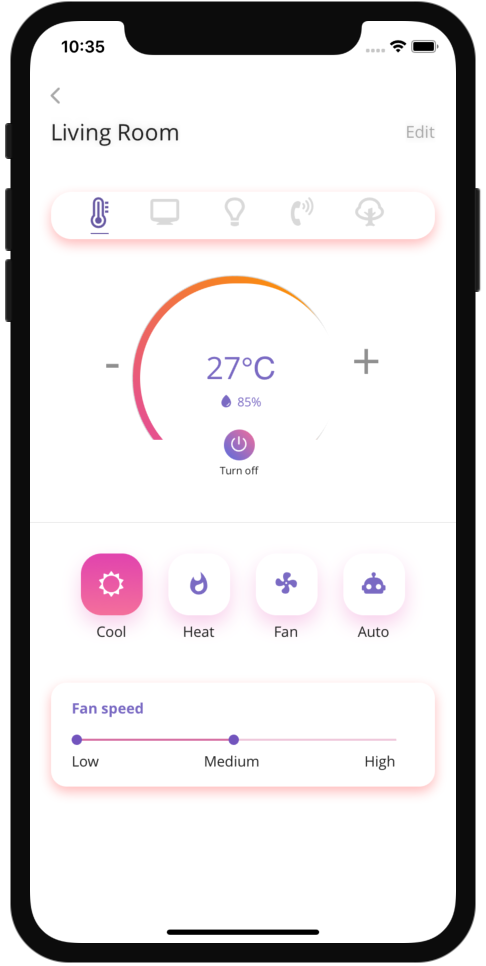 10:35
Living Room
Edit
-
+
27°C
85%
Turn off
Cool
Heat
Fan
Auto
Fan speed
Low
Medium
High